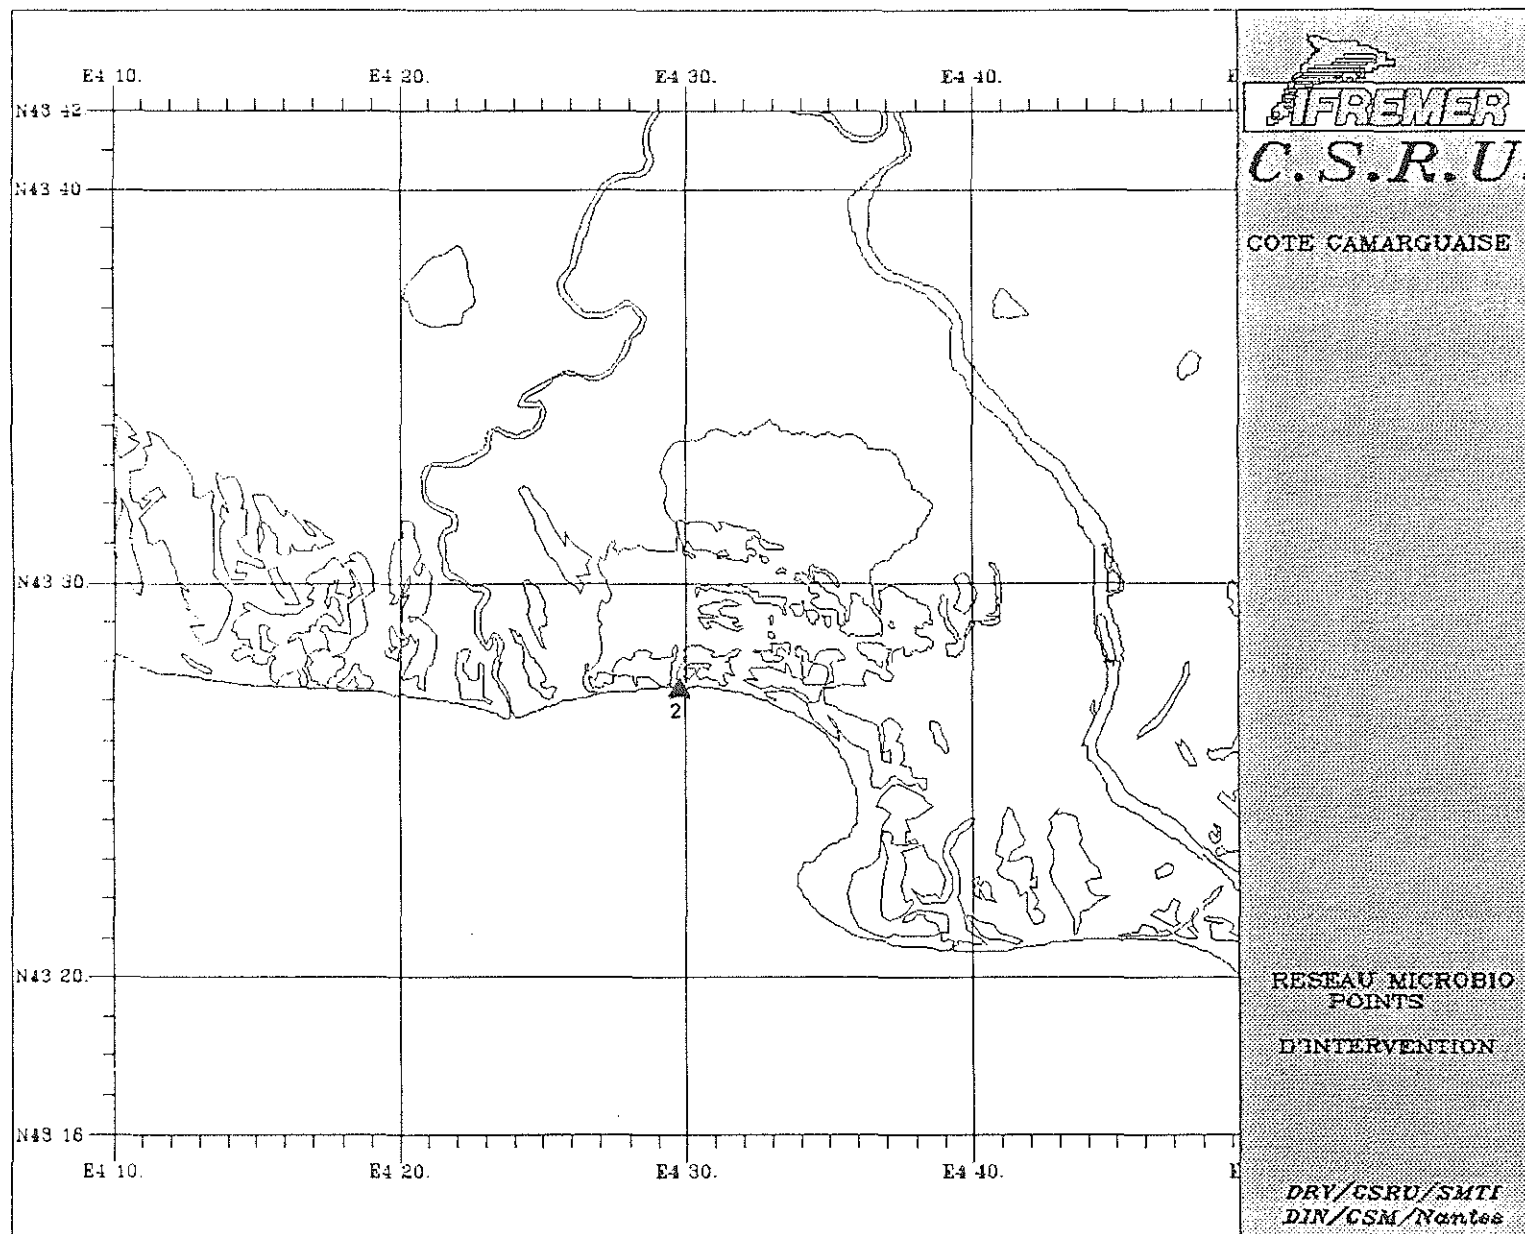 E4 10. E4 20. E4 30. E4 40.
N43 42.
N43 40
N43 30.
N43 20.
N43 16
2
E4 10. E4 20. E4 30. E4 40.
IFREMER
C.S.R.U.
COTE CAMARGUAISE
RESEAU MICROBIO
POINTS
D'INTERVENTION
DRV/CSRU/SMTI
DIN/CSM/Nantes